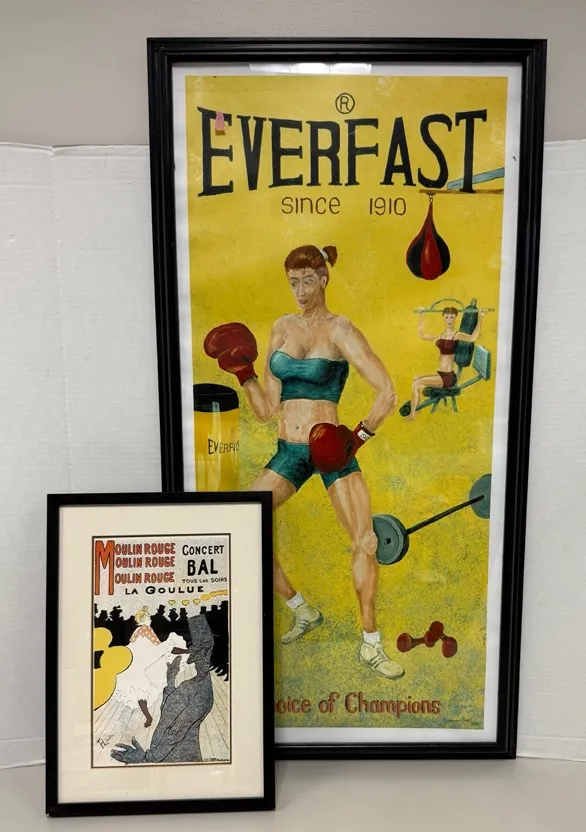 ®
EVERFAST
since 1910
EVERFAS
oice of Champions
MOULIN ROUGE CONCERT
MOULIN ROUGE BAL
MOULIN ROUGE TOUS LES SOIRS
LA GOULUE